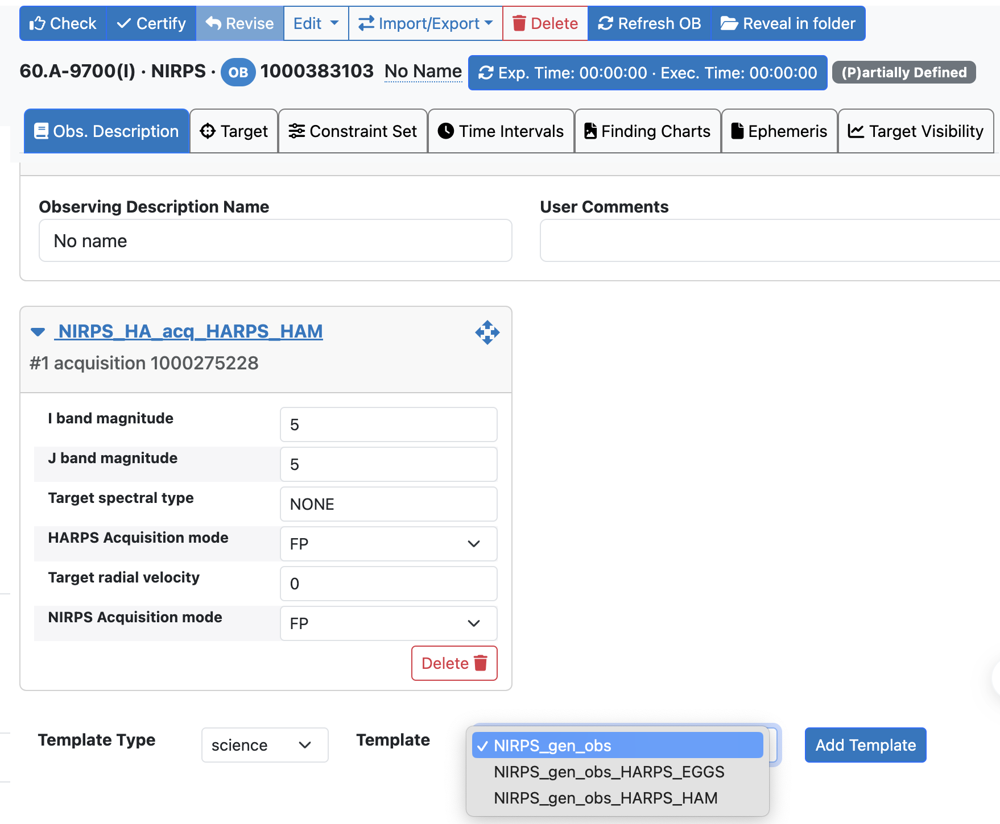 Check Certify Revise Edit Import/Export Delete Refresh OB Reveal in folder
60.A-9700(I) · NIRPS · OB 1000383103 No Name Exp. Time: 00:00:00 · Exec. Time: 00:00:00 (P)artially Defined
Obs. Description Target Constraint Set Time Intervals Finding Charts Ephemeris Target Visibility
Observing Description Name User Comments
No name
NIRPS_HA_acq_HARPS_HAM
#1 acquisition 1000275228
I band magnitude 5
J band magnitude 5
Target spectral type NONE
HARPS Acquisition mode FP
Target radial velocity 0
NIRPS Acquisition mode FP
Delete
Template Type science Template NIRPS_gen_obs Add Template
NIRPS_gen_obs_HARPS_EGGS
NIRPS_gen_obs_HARPS_HAM